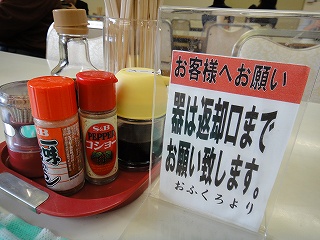 お客様へお願い
器は返却口まで
お願い致します。
おふくろより
S&B
一味
S&B
PEPPER
コショー